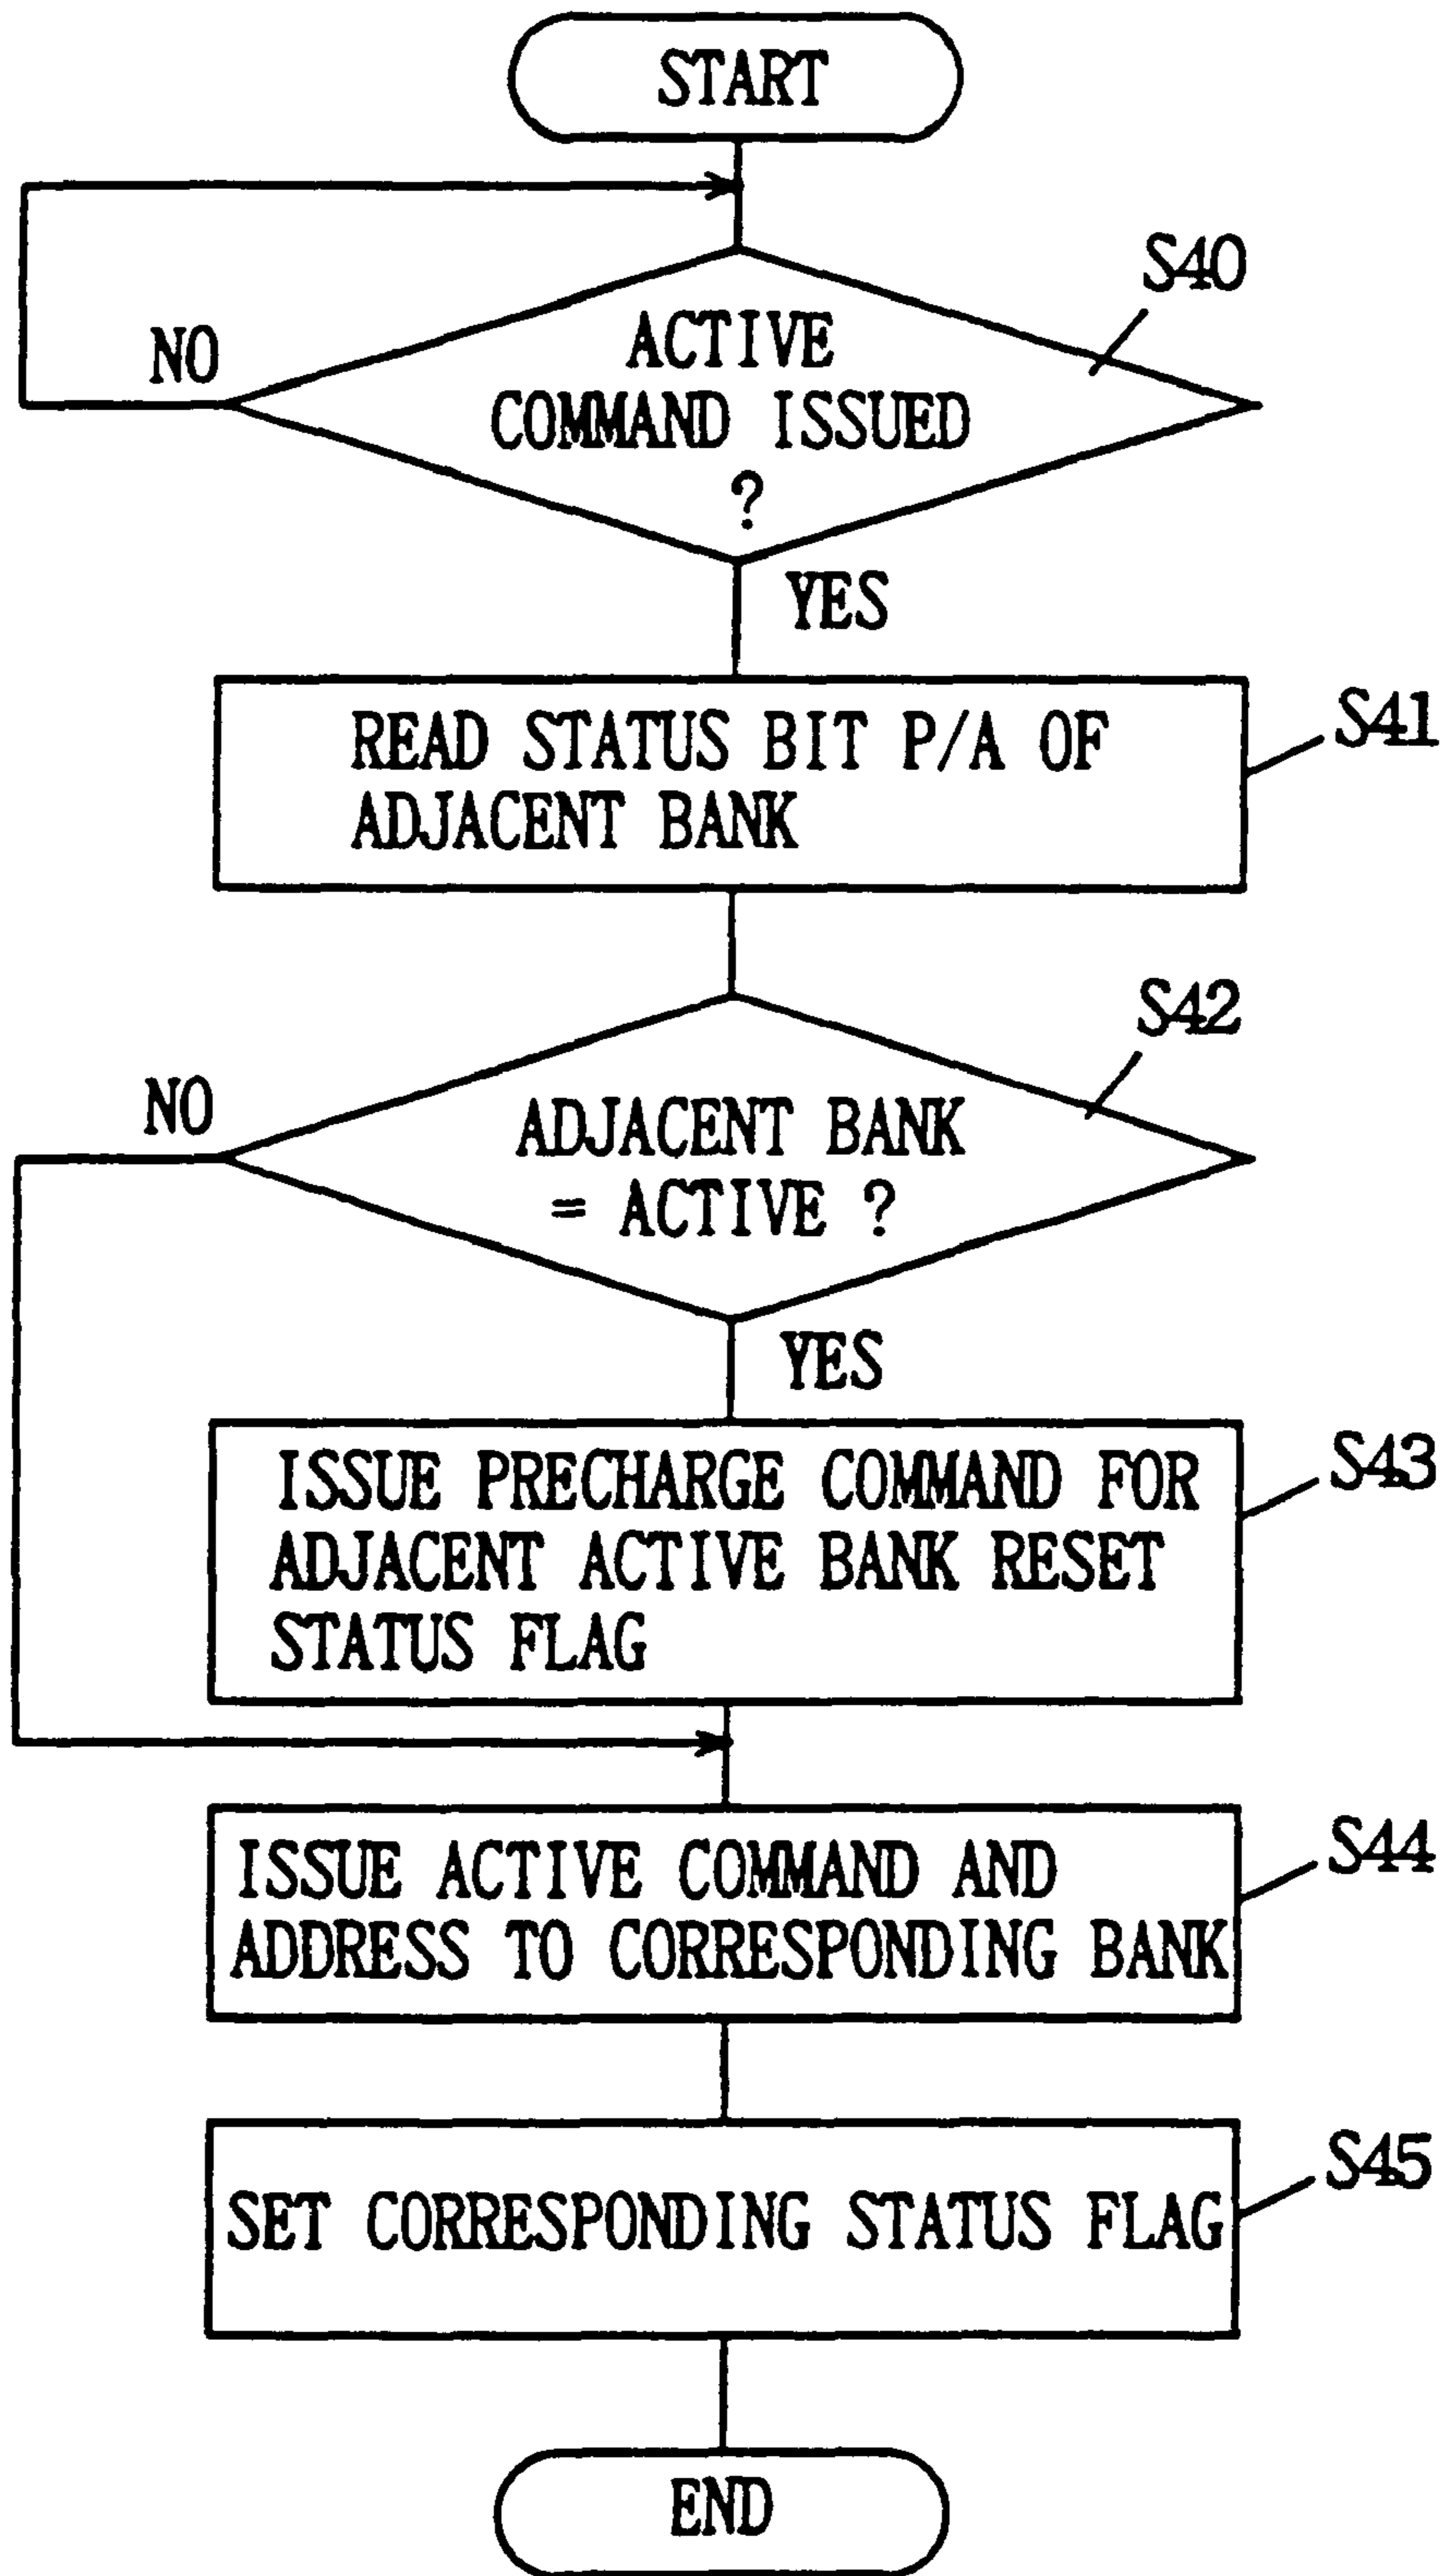 START
S40
NO
ACTIVE
COMMAND ISSUED
?
YES
READ STATUS BIT P/A OF
ADJACENT BANK
S41
S42
NO
ADJACENT BANK
= ACTIVE ?
YES
ISSUE PRECHARGE COMMAND FOR
ADJACENT ACTIVE BANK RESET
STATUS FLAG
S43
ISSUE ACTIVE COMMAND AND
ADDRESS TO CORRESPONDING BANK
S44
SET CORRESPONDING STATUS FLAG
S45
END